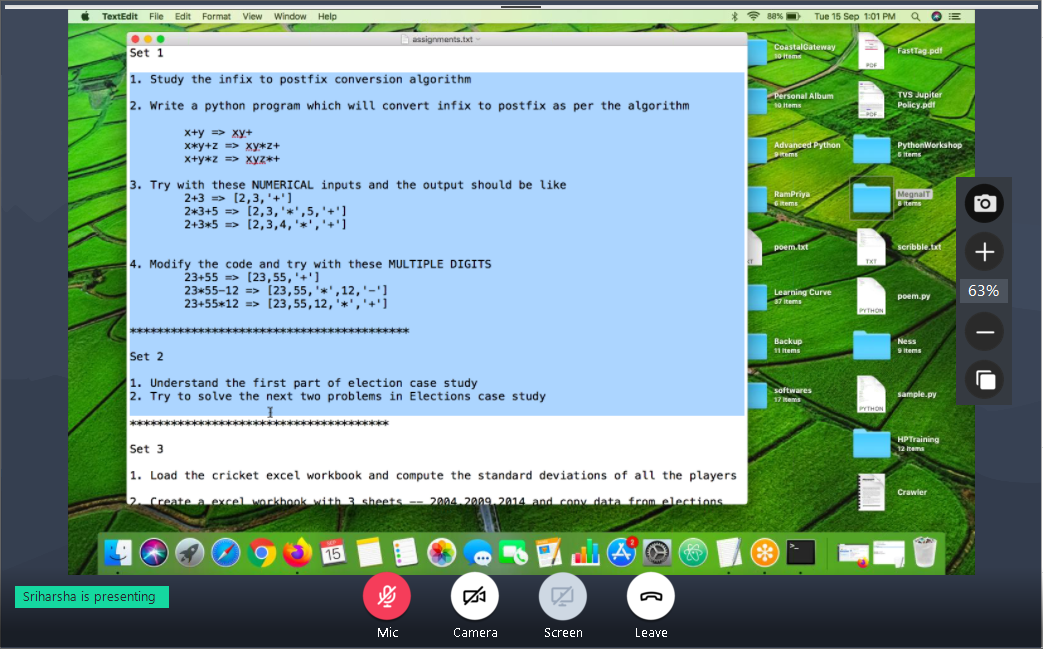 TextEdit File Edit Format View Window Help 88% Tue 15 Sep 1:01 PM
assignments.txt
Set 1
1. Study the infix to postfix conversion algorithm
2. Write a python program which will convert infix to postfix as per the algorithm
x+y => xy+
x*y+z => xy*z+
x+y*z => xyz*+
3. Try with these NUMERICAL inputs and the output should be like
2+3 => [2,3,'+']
2*3+5 => [2,3,'*',5,'+']
2+3*5 => [2,3,4,'*','+']
4. Modify the code and try with these MULTIPLE DIGITS
23+55 => [23,55,'+']
23*55-12 => [23,55,'*',12,'-']
23+55*12 => [23,55,12,'*','+']
*****************************************
Set 2
1. Understand the first part of election case study
2. Try to solve the next two problems in Elections case study
**************************************
Set 3
1. Load the cricket excel workbook and compute the standard deviations of all the players
2. Create a excel workbook with 3 sheets -- 2004,2009,2014 and copy data from elections
CoastalGateway
10 items
PDF
FastTag.pdf
Personal Album
10 items
PDF
TVS Jupiter
Policy.pdf
Advanced Python
9 items
PythonWorkshop
5 items
RamPriya
6 items
MegnaIT
8 items
poem.txt
TXT
scribble.txt
Learning Curve
37 items
PYTHON
poem.py
Backup
11 items
Ness
9 items
softwares
15 items
PYTHON
sample.py
HPTraining
12 items
Crawler
63%
SEP
15
2
Sriharsha is presenting
Mic
Camera
Screen
Leave